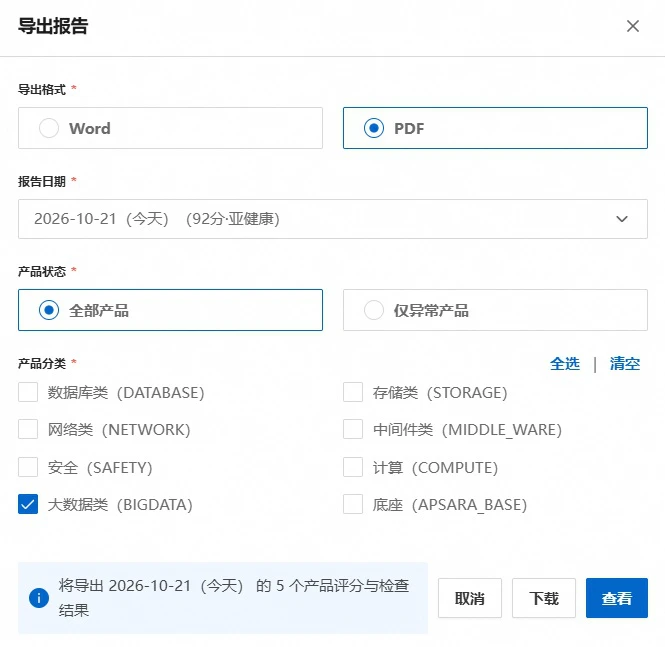 导出报告
导出格式 *
Word
PDF
报告日期 *
2026-10-21（今天）（92分·亚健康）
产品状态 *
全部产品
仅异常产品
产品分类 *
全选 | 清空
数据库类（DATABASE）
存储类（STORAGE）
网络类（NETWORK）
中间件类（MIDDLE_WARE）
安全（SAFETY）
计算（COMPUTE）
大数据类（BIGDATA）
底座（APSARA_BASE）
将导出 2026-10-21（今天） 的 5 个产品评分与检查
结果
取消
下载
查看